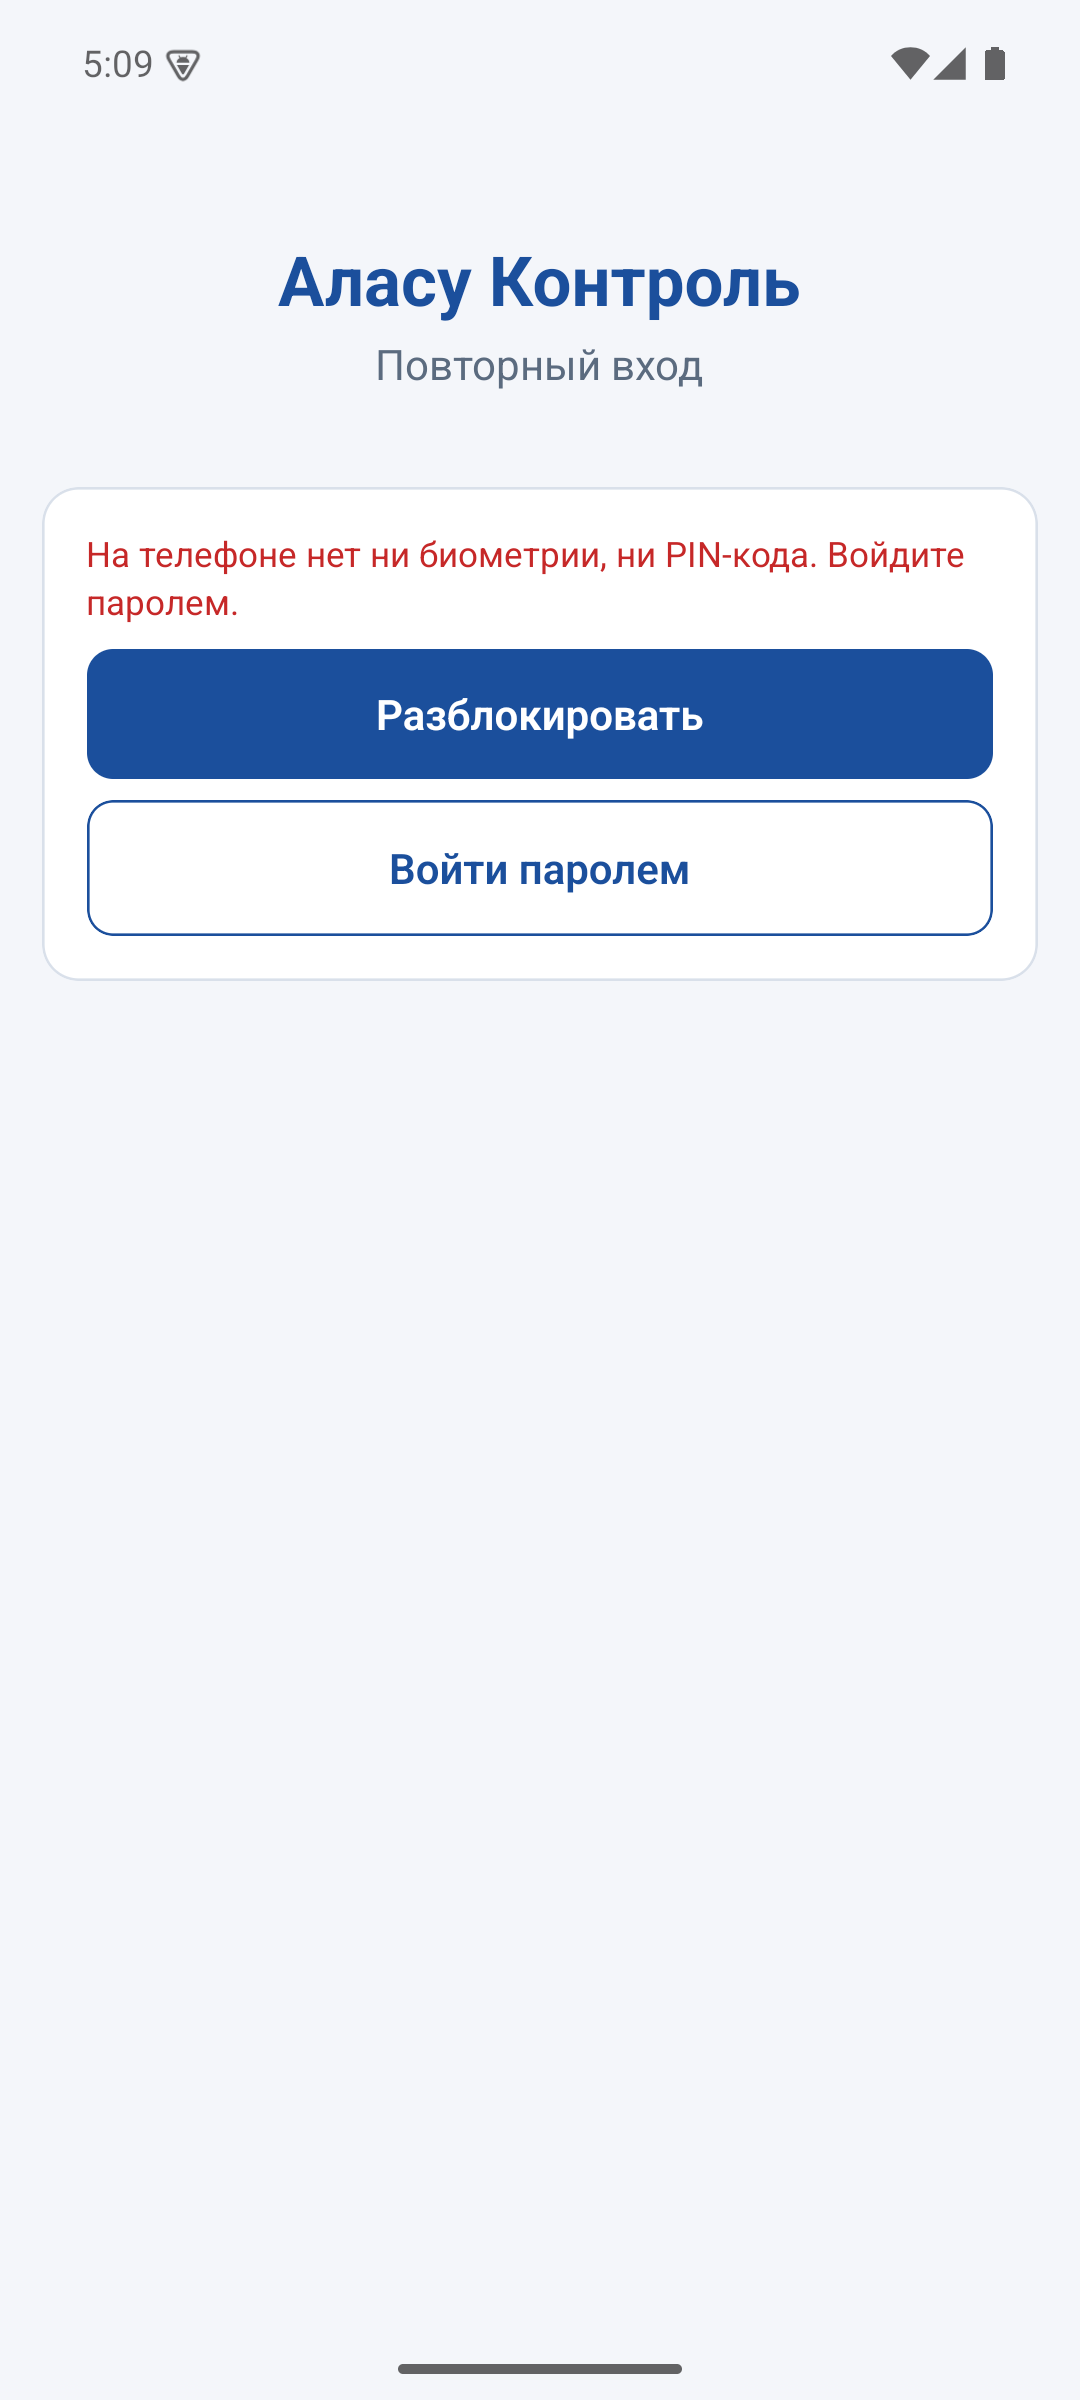 5:09
Аласу Контроль
Повторный вход
На телефоне нет ни биометрии, ни PIN-кода. Войдите
паролем.
Разблокировать
Войти паролем